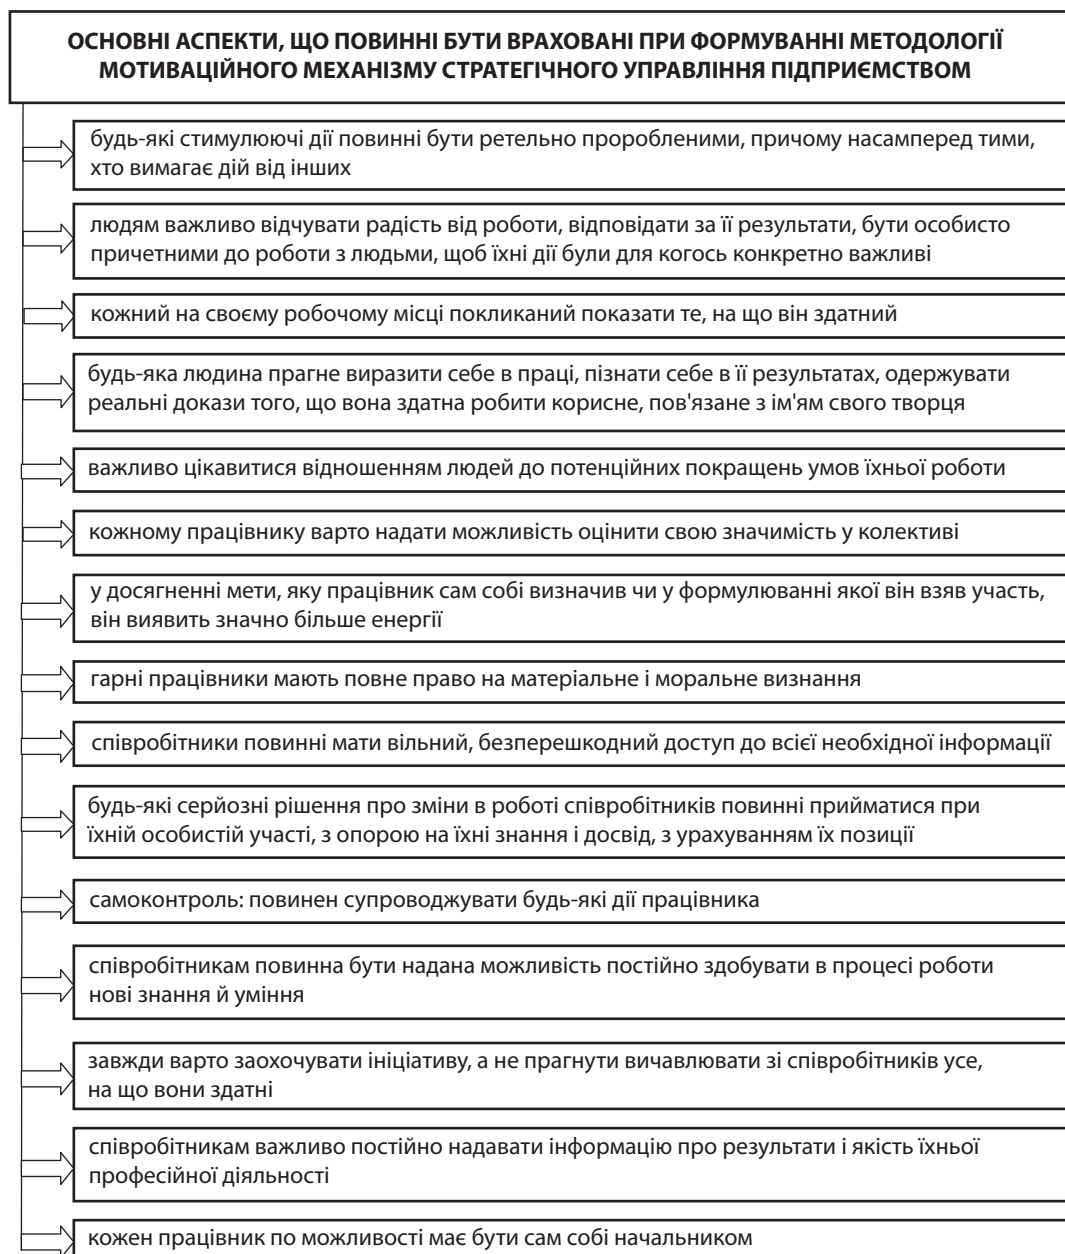 ОСНОВНІ АСПЕКТИ, ЩО ПОВИННІ БУТИ ВРАХОВАНІ ПРИ ФОРМУВАННІ МЕТОДОЛОГІЇ
МОТИВАЦІЙНОГО МЕХАНІЗМУ СТРАТЕГІЧНОГО УПРАВЛІННЯ ПІДПРИЄМСТВОМ
будь-які стимулюючі дії повинні бути ретельно проробленими, причому насамперед тими,
хто вимагає дій від інших
людям важливо відчувати радість від роботи, відповідати за її результати, бути особисто
причетними до роботи з людьми, щоб їхні дії були для когось конкретно важливі
кожний на своєму робочому місці покликаний показати те, на що він здатний
будь-яка людина прагне виразити себе в праці, пізнати себе в її результатах, одержувати
реальні докази того, що вона здатна робити корисне, пов'язане з ім'ям свого творця
важливо цікавитися відношенням людей до потенційних покращень умов їхньої роботи
кожному працівнику варто надати можливість оцінити свою значимість у колективі
у досягненні мети, яку працівник сам собі визначив чи у формулюванні якої він взяв участь,
він виявить значно більше енергії
гарні працівники мають повне право на матеріальне і моральне визнання
співробітники повинні мати вільний, безперешкодний доступ до всієї необхідної інформації
будь-які серйозні рішення про зміни в роботі співробітників повинні прийматися при
їхній особистій участі, з опорою на їхні знання і досвід, з урахуванням їх позиції
самоконтроль: повинен супроводжувати будь-які дії працівника
співробітникам повинна бути надана можливість постійно здобувати в процесі роботи
нові знання й уміння
завжди варто заохочувати ініціативу, а не прагнути вичавлювати зі співробітників усе,
на що вони здатні
співробітникам важливо постійно надавати інформацію про результати і якість їхньої
професійної діяльності
кожен працівник по можливості має бути сам собі начальником